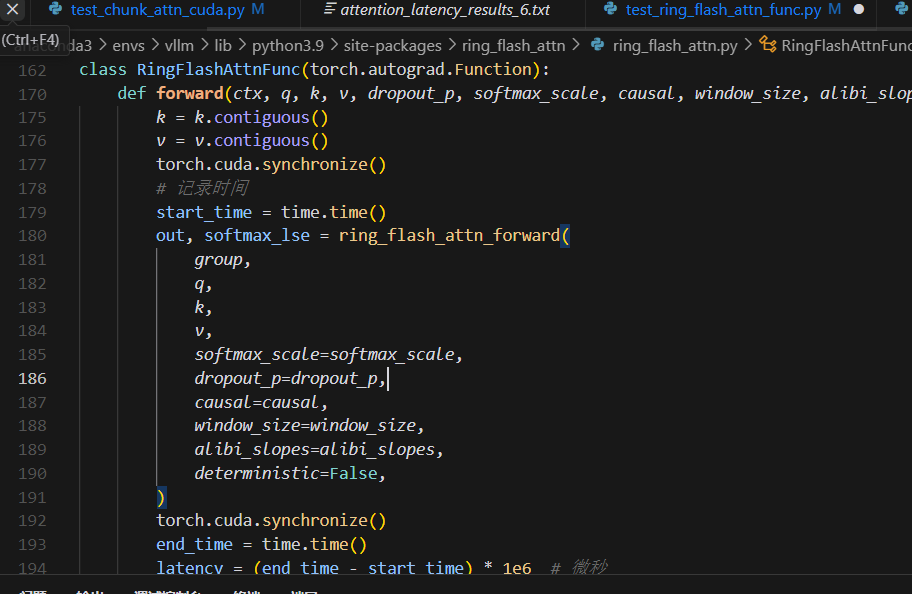 test_chunk_attn_cuda.py M
attention_latency_results_6.txt
test_ring_flash_attn_func.py M
(Ctrl+F4)
anaconda3 > envs > vllm > lib > python3.9 > site-packages > ring_flash_attn > ring_flash_attn.py > RingFlashAttnFunc
162 class RingFlashAttnFunc(torch.autograd.Function):
170 def forward(ctx, q, k, v, dropout_p, softmax_scale, causal, window_size, alibi_slop
175 k = k.contiguous()
176 v = v.contiguous()
177 torch.cuda.synchronize()
178 # 记录时间
179 start_time = time.time()
180 out, softmax_lse = ring_flash_attn_forward(
181 group,
182 q,
183 k,
184 v,
185 softmax_scale=softmax_scale,
186 dropout_p=dropout_p,
187 causal=causal,
188 window_size=window_size,
189 alibi_slopes=alibi_slopes,
190 deterministic=False,
191 )
192 torch.cuda.synchronize()
193 end_time = time.time()
194 latency = (end_time - start_time) * 1e6 # 微秒